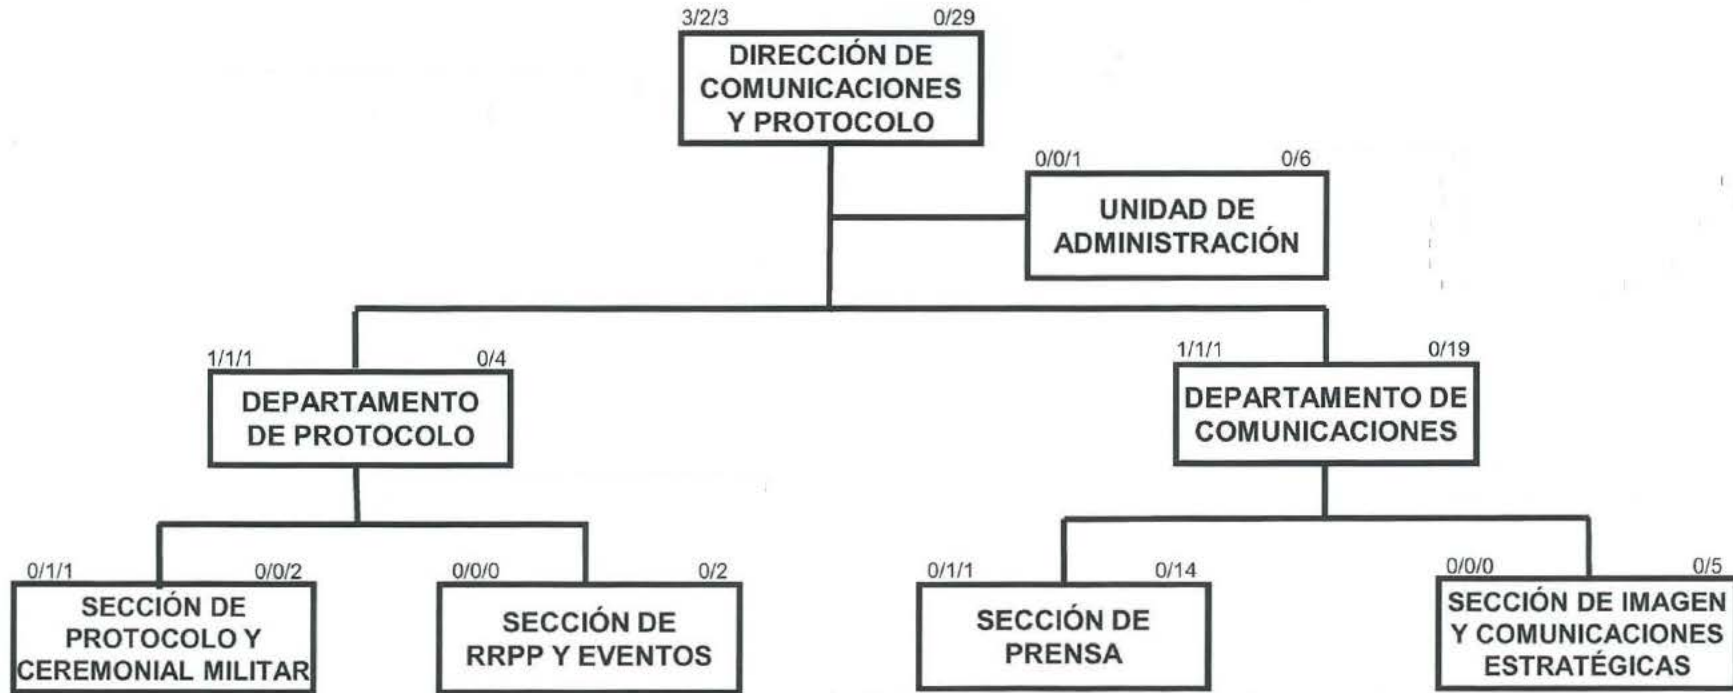 3/2/3 0/29
DIRECCIÓN DE
COMUNICACIONES
Y PROTOCOLO
0/0/1 0/6
UNIDAD DE
ADMINISTRACIÓN
1/1/1 0/4
DEPARTAMENTO
DE PROTOCOLO
1/1/1 0/19
DEPARTAMENTO DE
COMUNICACIONES
0/1/1 0/0/2
SECCIÓN DE
PROTOCOLO Y
CEREMONIAL MILITAR
0/0/0 0/2
SECCIÓN DE
RRPP Y EVENTOS
0/1/1 0/14
SECCIÓN DE
PRENSA
0/0/0 0/5
SECCIÓN DE IMAGEN
Y COMUNICACIONES
ESTRATÉGICAS